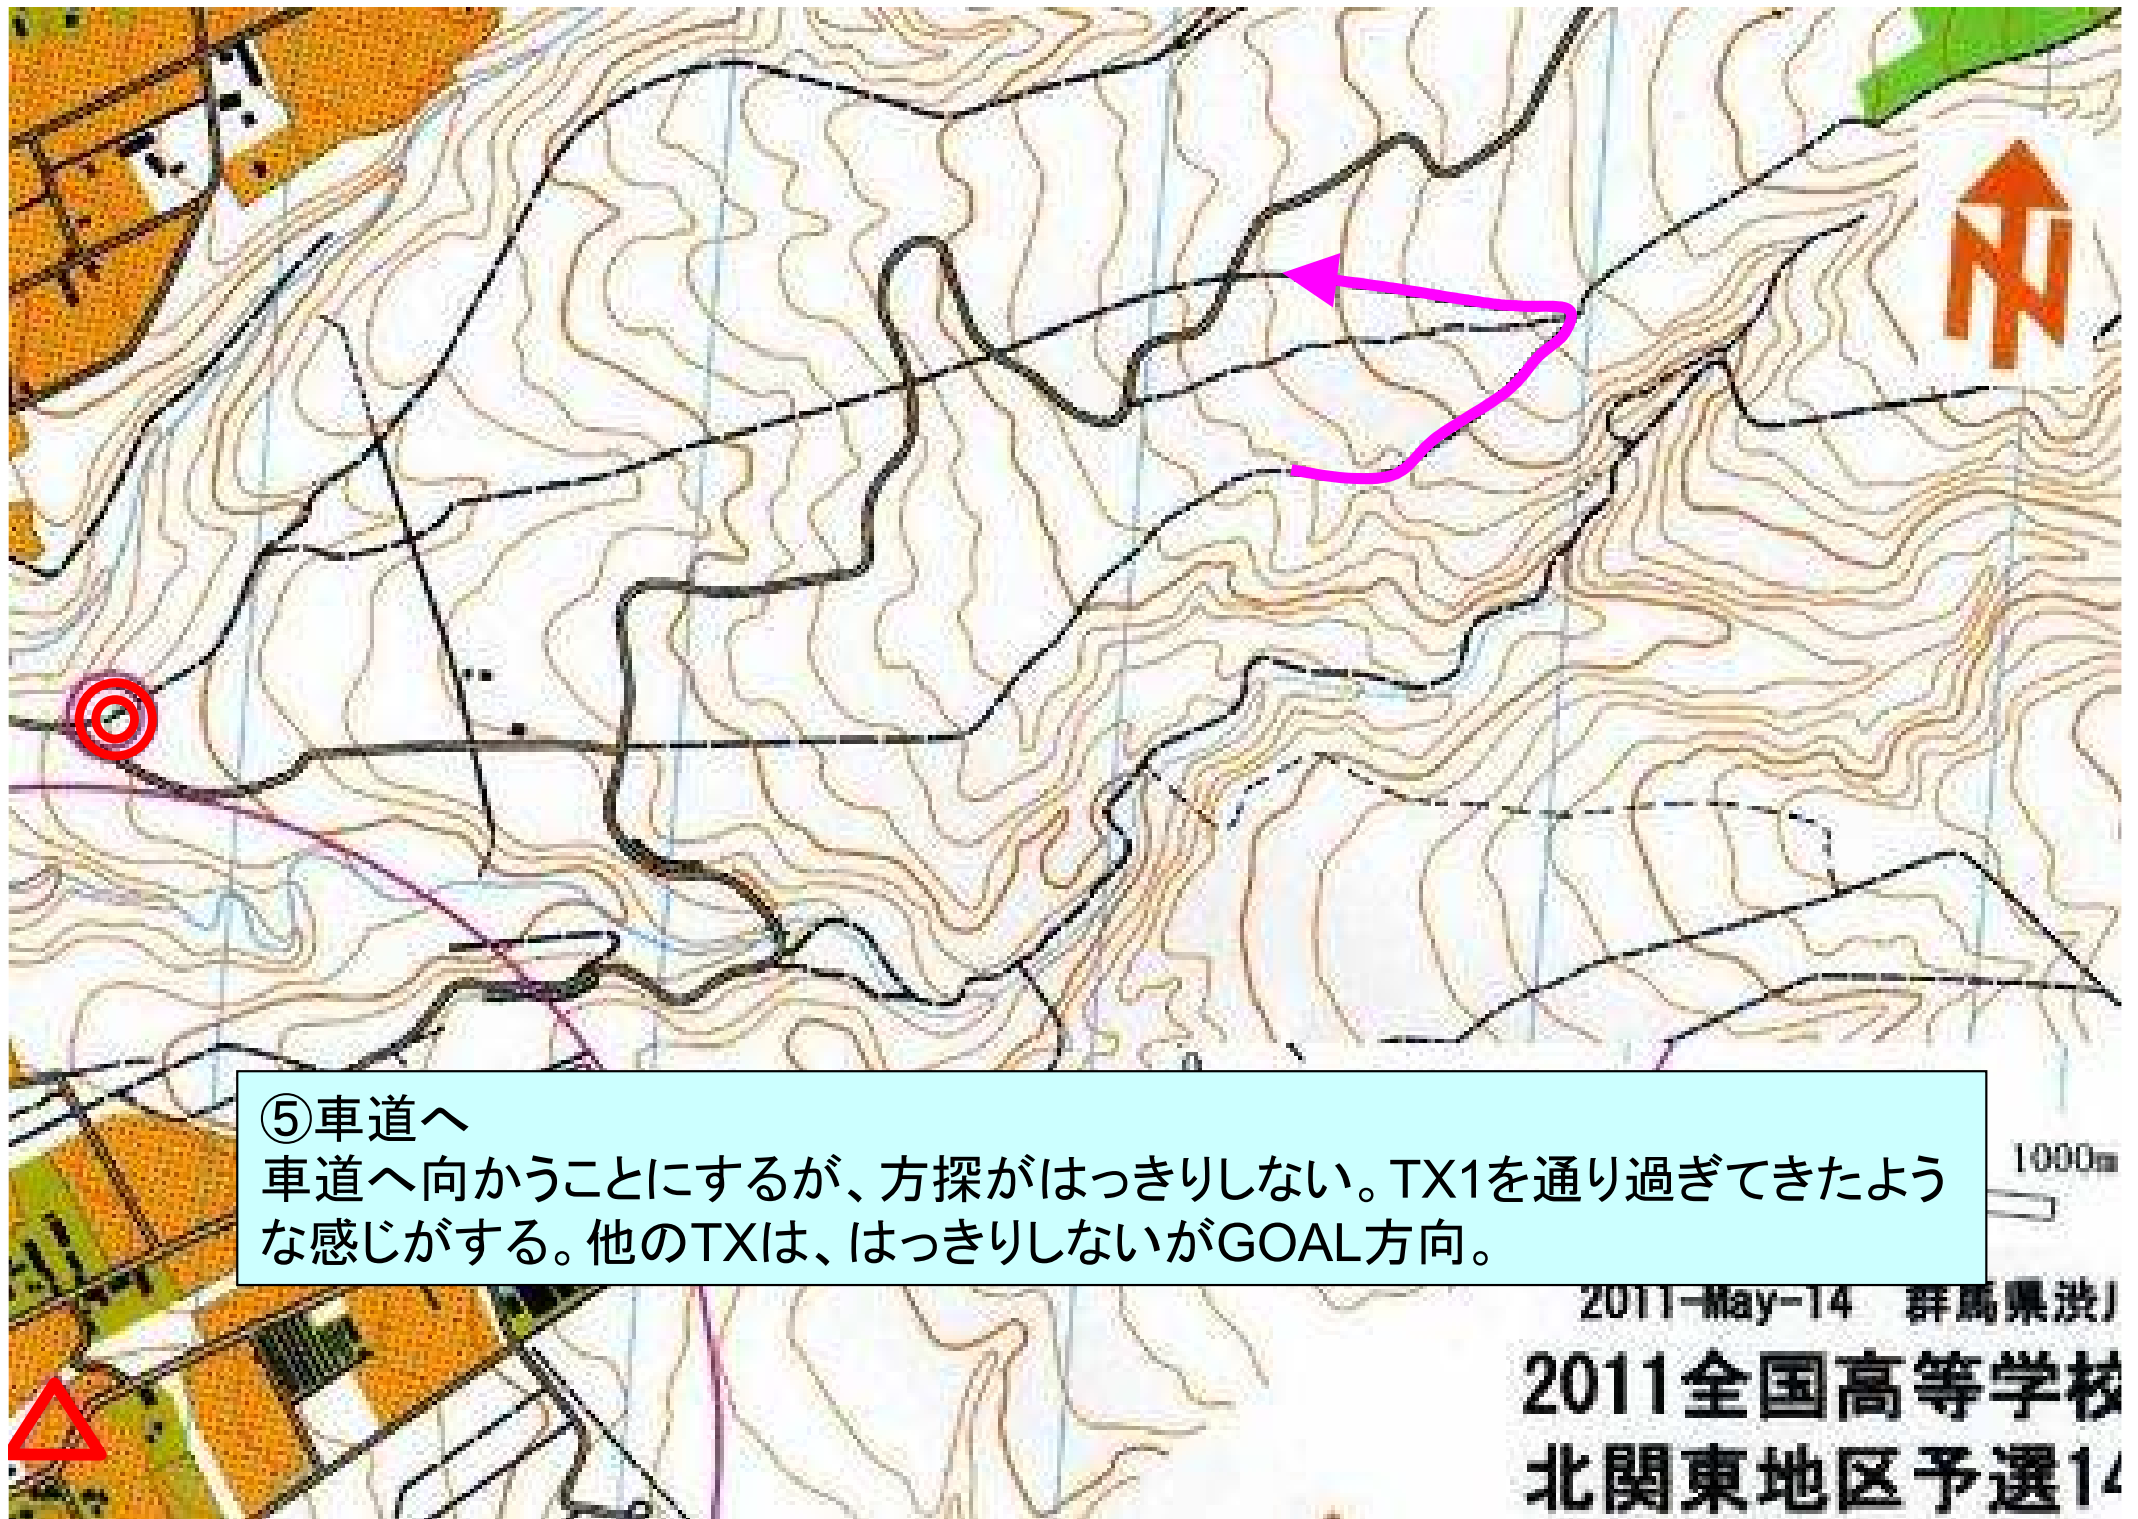 N
⑤車道へ
車道へ向かうことにするが、方探がはっきりしない。TX1を通り過ぎてきたよう
な感じがする。他のTXは、はっきりしないがGOAL方向。
0
1000m
2011-May-14 群馬県渋川
2011全国高等学校
北関東地区予選14